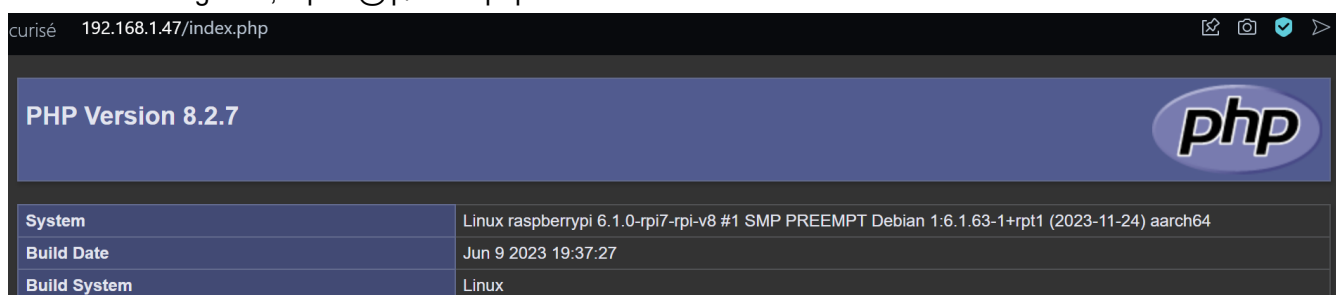 curisé 192.168.1.47/index.php
PHP Version 8.2.7
php
System Linux raspberrypi 6.1.0-rpi7-rpi-v8 #1 SMP PREEMPT Debian 1:6.1.63-1+rpt1 (2023-11-24) aarch64
Build Date Jun 9 2023 19:37:27
Build System Linux